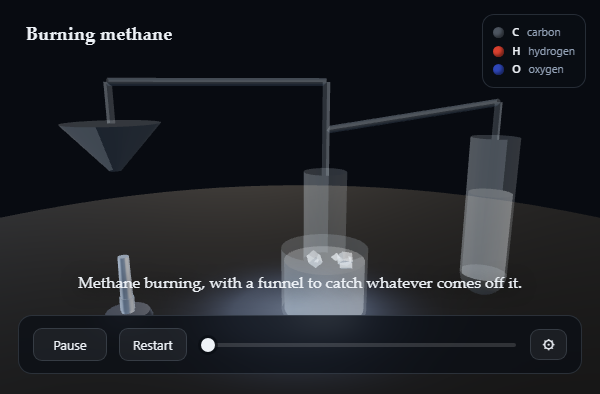 Burning methane
C carbon
H hydrogen
O oxygen
Methane burning, with a funnel to catch whatever comes off it.
Pause
Restart